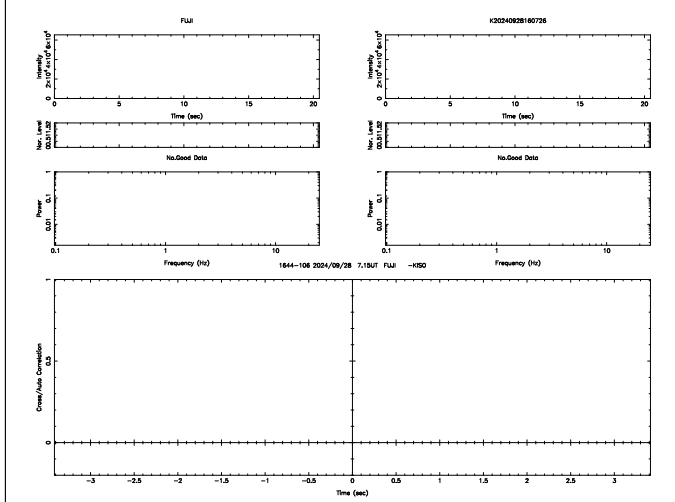 FUJI
K20240928160726
Intensity
0 2×10⁴ 4×10⁴ 6×10⁴
0 5 10 15 20
Time (sec)
Intensity
0 2×10⁴ 4×10⁴ 6×10⁴
0 5 10 15 20
Time (sec)
Nor. Level
00.511.52
Nor. Level
00.511.52
No.Good Data
No.Good Data
Power
1
0.1
0.01
0.1 1 10
Frequency (Hz)
Power
1
0.1
0.01
0.1 1 10
Frequency (Hz)
1644-106 2024/09/28 7.15UT FUJI -KISO
Cross/Auto Correlation
1
0.5
0
-3 -2.5 -2 -1.5 -1 -0.5 0 0.5 1 1.5 2 2.5 3
Time (sec)